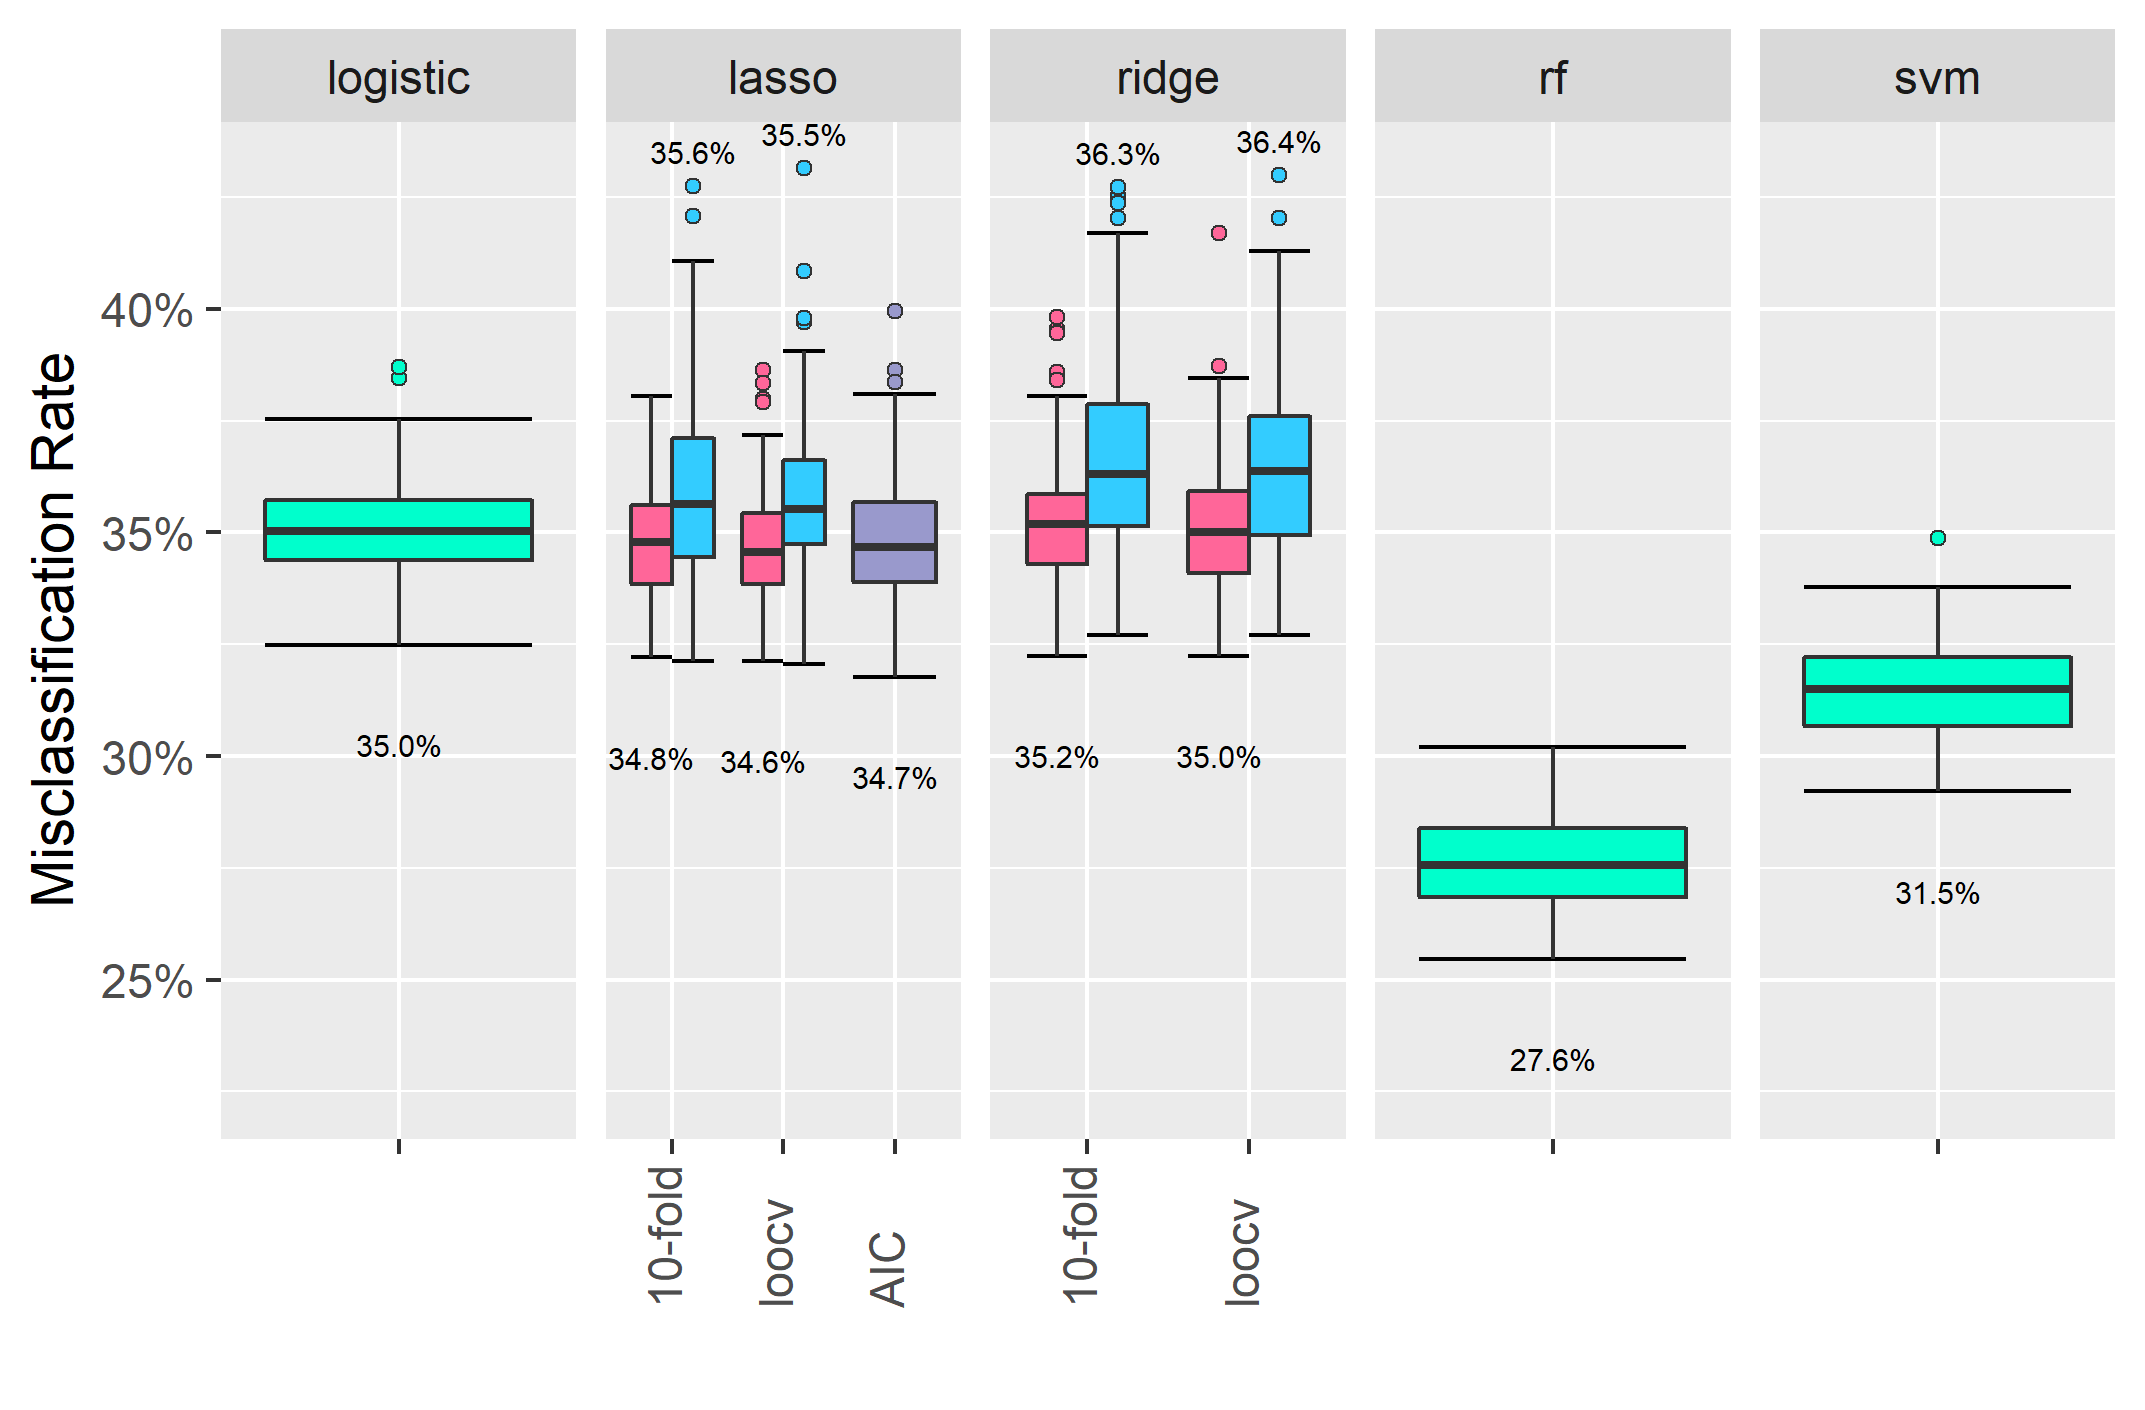 logistic
lasso
ridge
rf
svm
Misclassification Rate
40%
35%
30%
25%
35.0%
35.6%
35.5%
34.8%
34.6%
34.7%
36.3%
36.4%
35.2%
35.0%
27.6%
31.5%
10-fold
loocv
AIC
10-fold
loocv